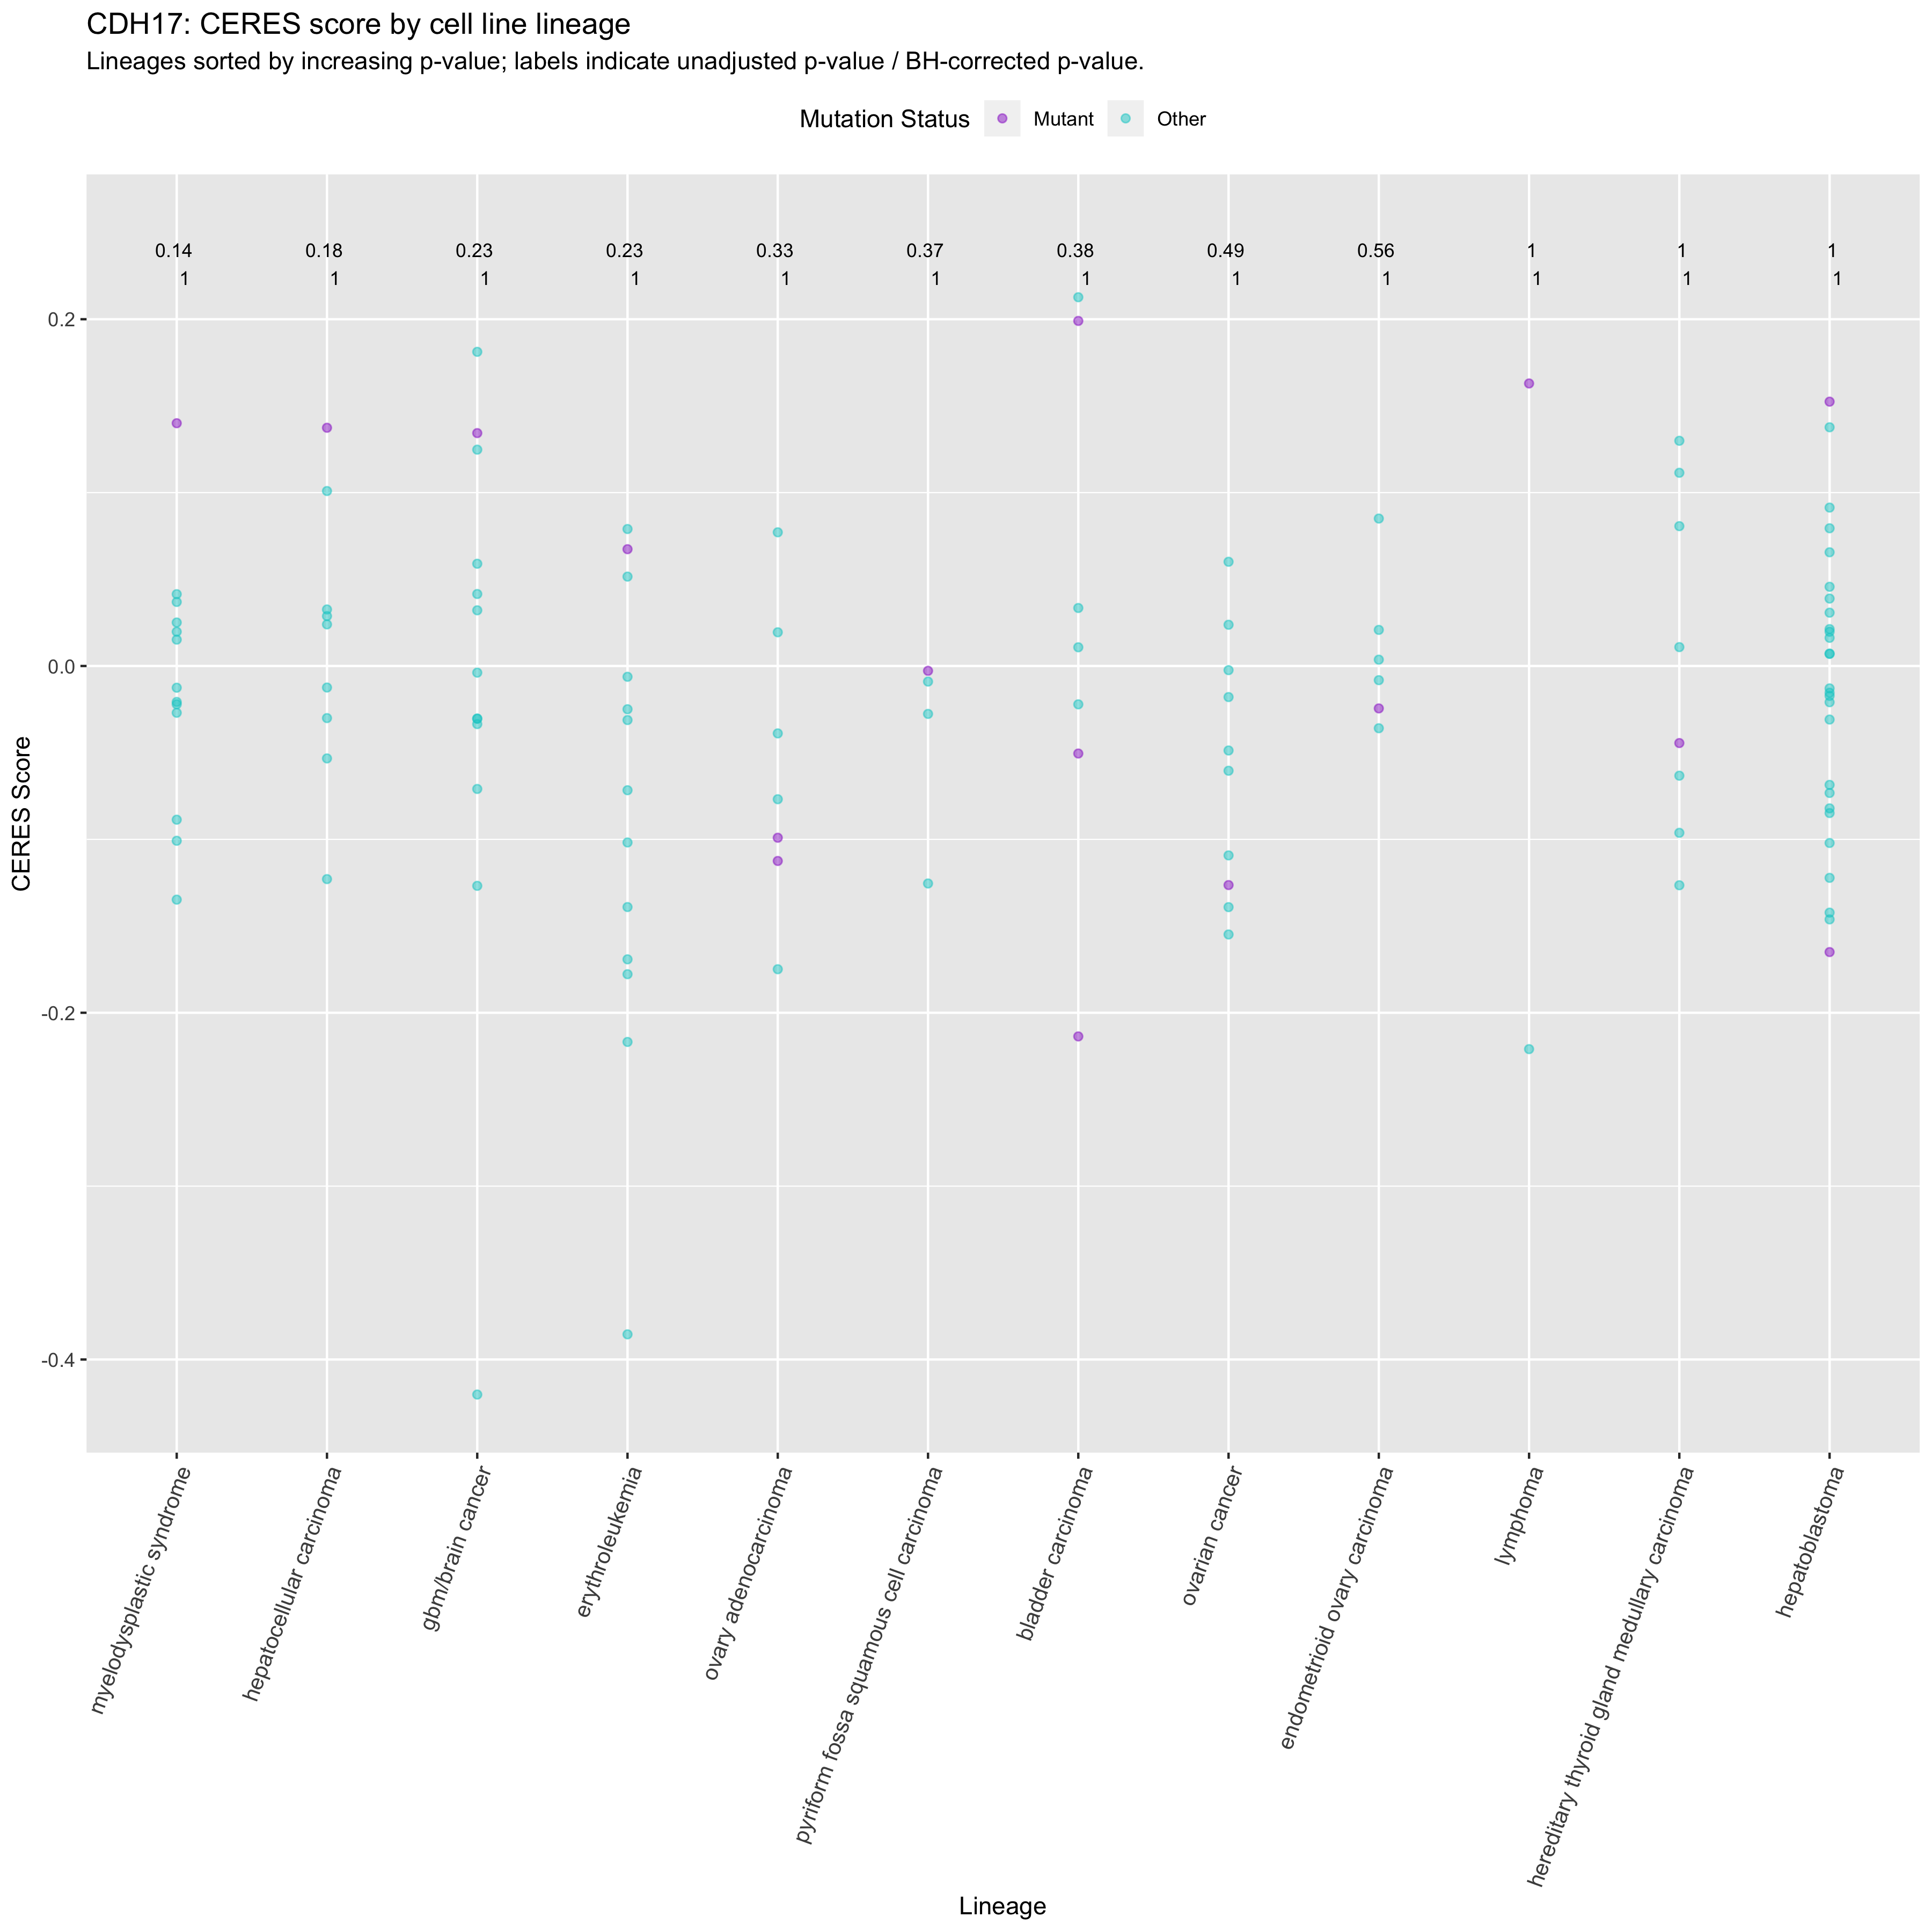 CDH17: CERES score by cell line lineage
Lineages sorted by increasing p-value; labels indicate unadjusted p-value / BH-corrected p-value.
Mutation Status Mutant Other
0.14 0.18 0.23 0.23 0.33 0.37 0.38 0.49 0.56 1 1 1
1 1 1 1 1 1 1 1 1 1 1 1
0.2
0.0
-0.2
-0.4
CERES Score
myelodysplastic syndrome
hepatocellular carcinoma
gbm/brain cancer
erythroleukemia
ovary adenocarcinoma
pyriform fossa squamous cell carcinoma
bladder carcinoma
ovarian cancer
endometrioid ovary carcinoma
lymphoma
hereditary thyroid gland medullary carcinoma
hepatoblastoma
Lineage